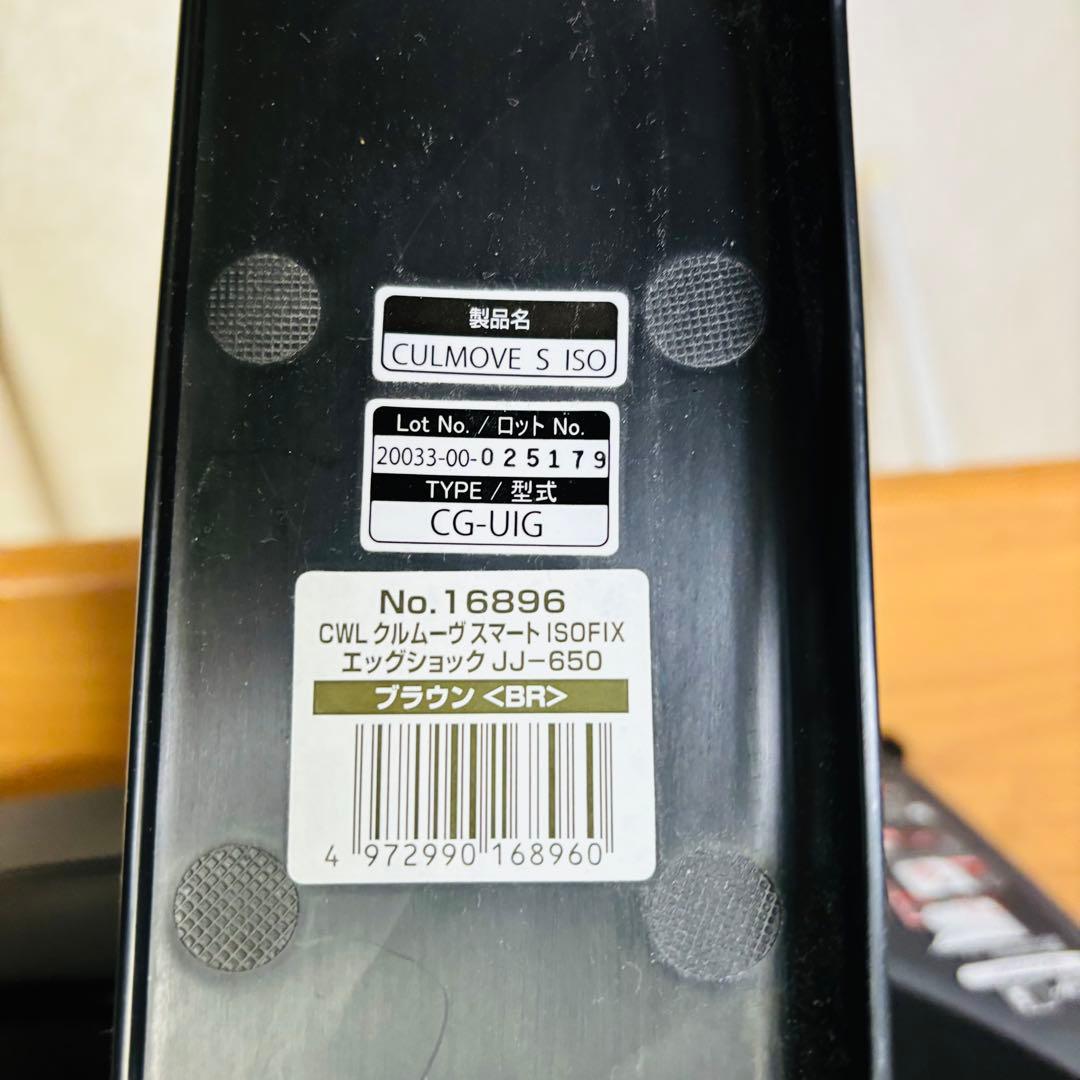 製品名
CULMOVE S ISO
Lot No. / ロット No.
20033-00-025179
TYPE / 型式
CG-UIG
No.16896
CWL クルムーヴ スマート ISOFIX
エッグショック JJ-650
ブラウン <BR>
4 972990 168960